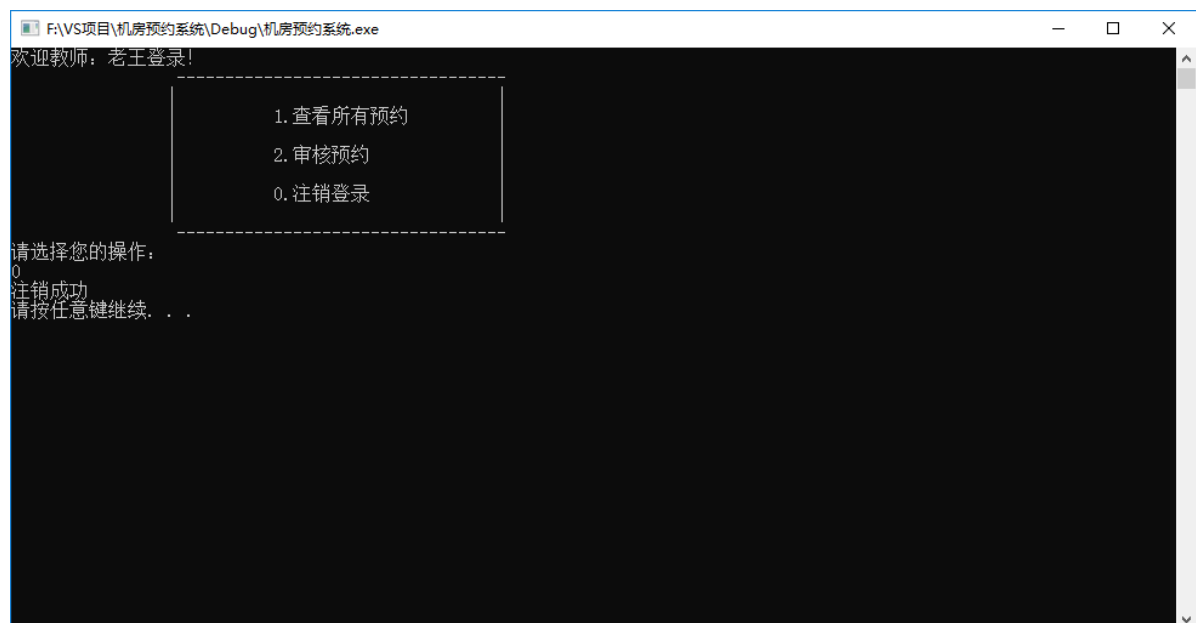 F:\VS项目\机房预约系统\Debug\机房预约系统.exe
欢迎教师：老王登录!
----------------------------------
1.查看所有预约
2.审核预约
0.注销登录
----------------------------------
请选择您的操作：
0
注销成功
请按任意键继续. . .